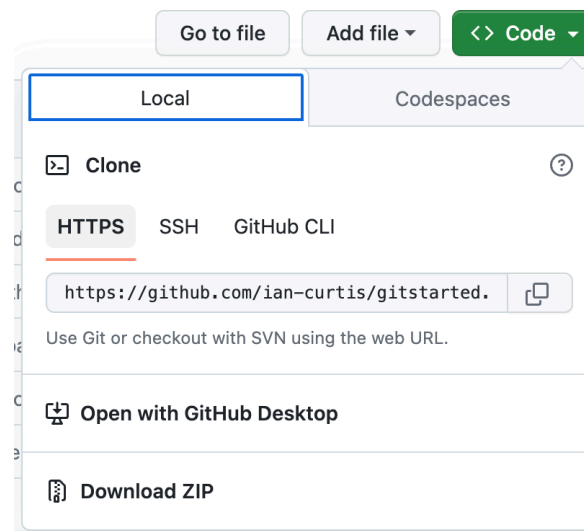 Go to file Add file <> Code
Local Codespaces
Clone
HTTPS SSH GitHub CLI
https://github.com/ian-curtis/gitstarted.
Use Git or checkout with SVN using the web URL.
Open with GitHub Desktop
Download ZIP